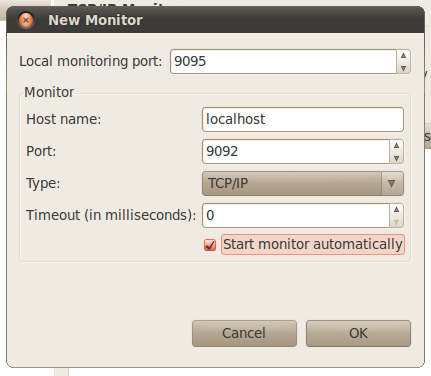 New Monitor
Local monitoring port: 9095
Monitor
Host name: localhost
Port: 9092
Type: TCP/IP
Timeout (in milliseconds): 0
Start monitor automatically
Cancel OK